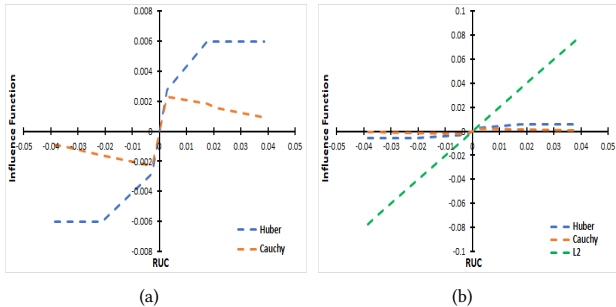 0.008
0.006
0.004
0.002
0
-0.05 -0.04 -0.03 -0.02 -0.01 0 0.01 0.02 0.03 0.04 0.05
-0.002
-0.004
-0.006
-0.008
Influence Function
RUC
Huber
Cauchy
(a)
0.1
0.08
0.06
0.04
0.02
0
-0.05 -0.04 -0.03 -0.02 -0.01 0 0.01 0.02 0.03 0.04 0.05
-0.02
-0.04
-0.06
-0.08
-0.1
Influence Function
RUC
Huber
Cauchy
L2
(b)